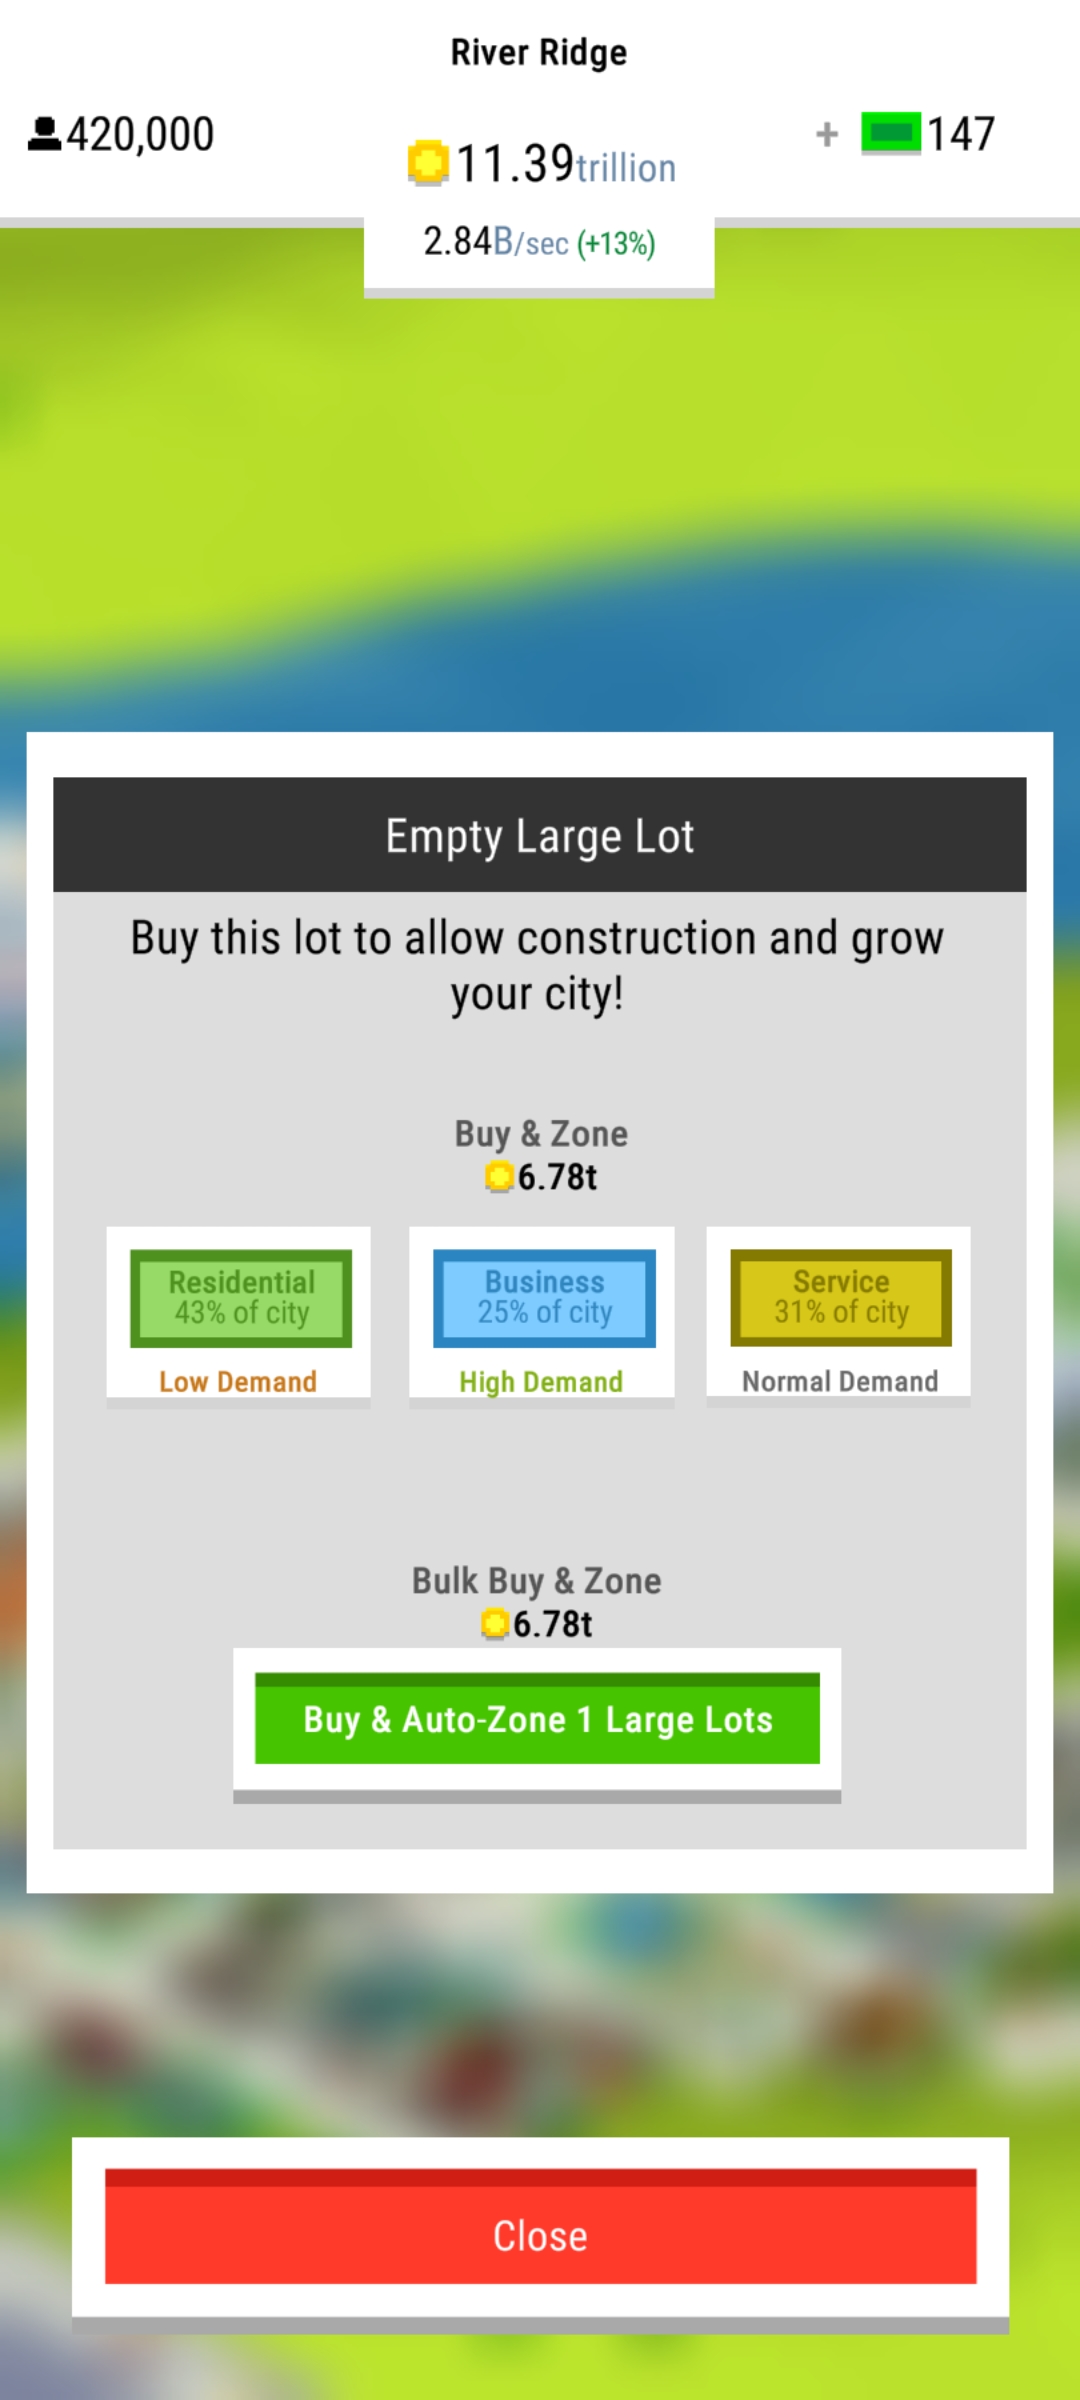 River Ridge
420,000
11.39trillion
+ 147
2.84B/sec (+13%)
Empty Large Lot
Buy this lot to allow construction and grow
your city!
Buy & Zone
6.78t
Residential
43% of city
Low Demand
Business
25% of city
High Demand
Service
31% of city
Normal Demand
Bulk Buy & Zone
6.78t
Buy & Auto-Zone 1 Large Lots
Close